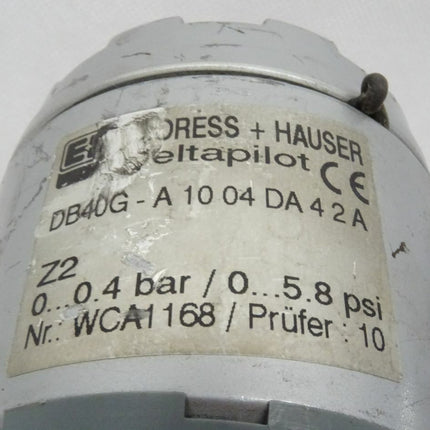 DRESS + HAUSER
eltapilot CE
DB40G - A 10 04 DA 4 2 A
Z2
0...0.4 bar / 0...5.8 psi
Nr.: WCA1168 / Prüfer : 10